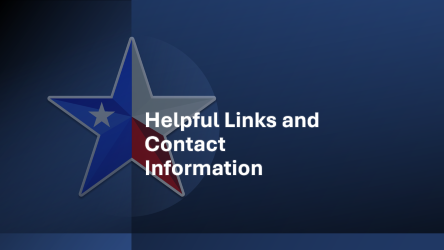 Helpful Links and
Contact
Information